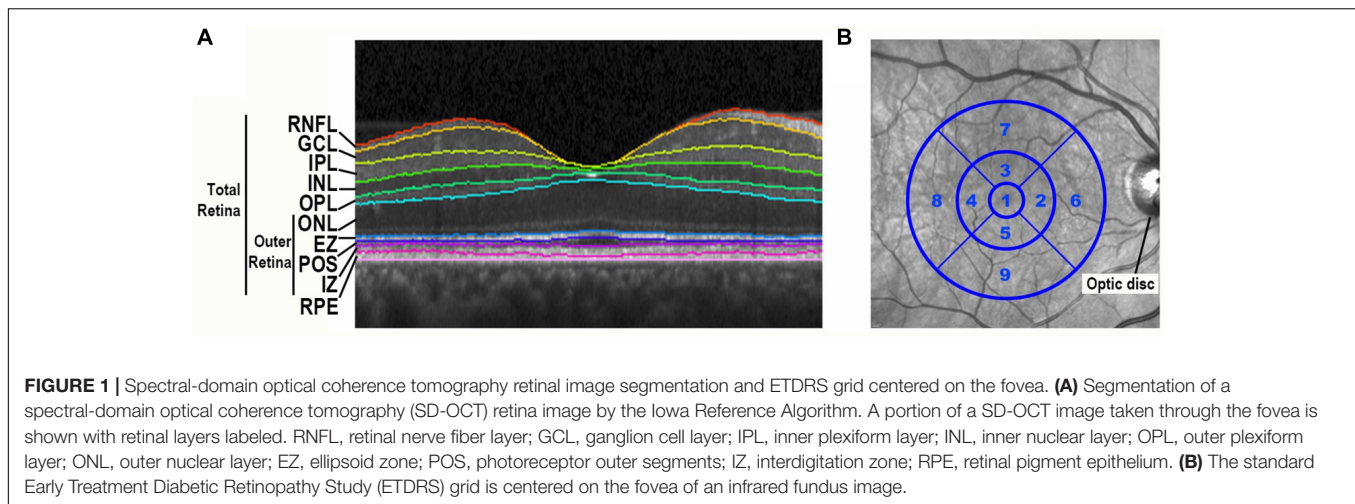 A
RNFL
GCL
IPL
INL
OPL
ONL
EZ
POS
IZ
RPE
Total
Retina
Outer
Retina
B
7
3
8 4 1 2 6
5
9
Optic disc
FIGURE 1 | Spectral-domain optical coherence tomography retinal image segmentation and ETDRS grid centered on the fovea. (A) Segmentation of a
spectral-domain optical coherence tomography (SD-OCT) retina image by the Iowa Reference Algorithm. A portion of a SD-OCT image taken through the fovea is
shown with retinal layers labeled. RNFL, retinal nerve fiber layer; GCL, ganglion cell layer; IPL, inner plexiform layer; INL, inner nuclear layer; OPL, outer plexiform
layer; ONL, outer nuclear layer; EZ, ellipsoid zone; POS, photoreceptor outer segments; IZ, interdigitation zone; RPE, retinal pigment epithelium. (B) The standard
Early Treatment Diabetic Retinopathy Study (ETDRS) grid is centered on the fovea of an infrared fundus image.